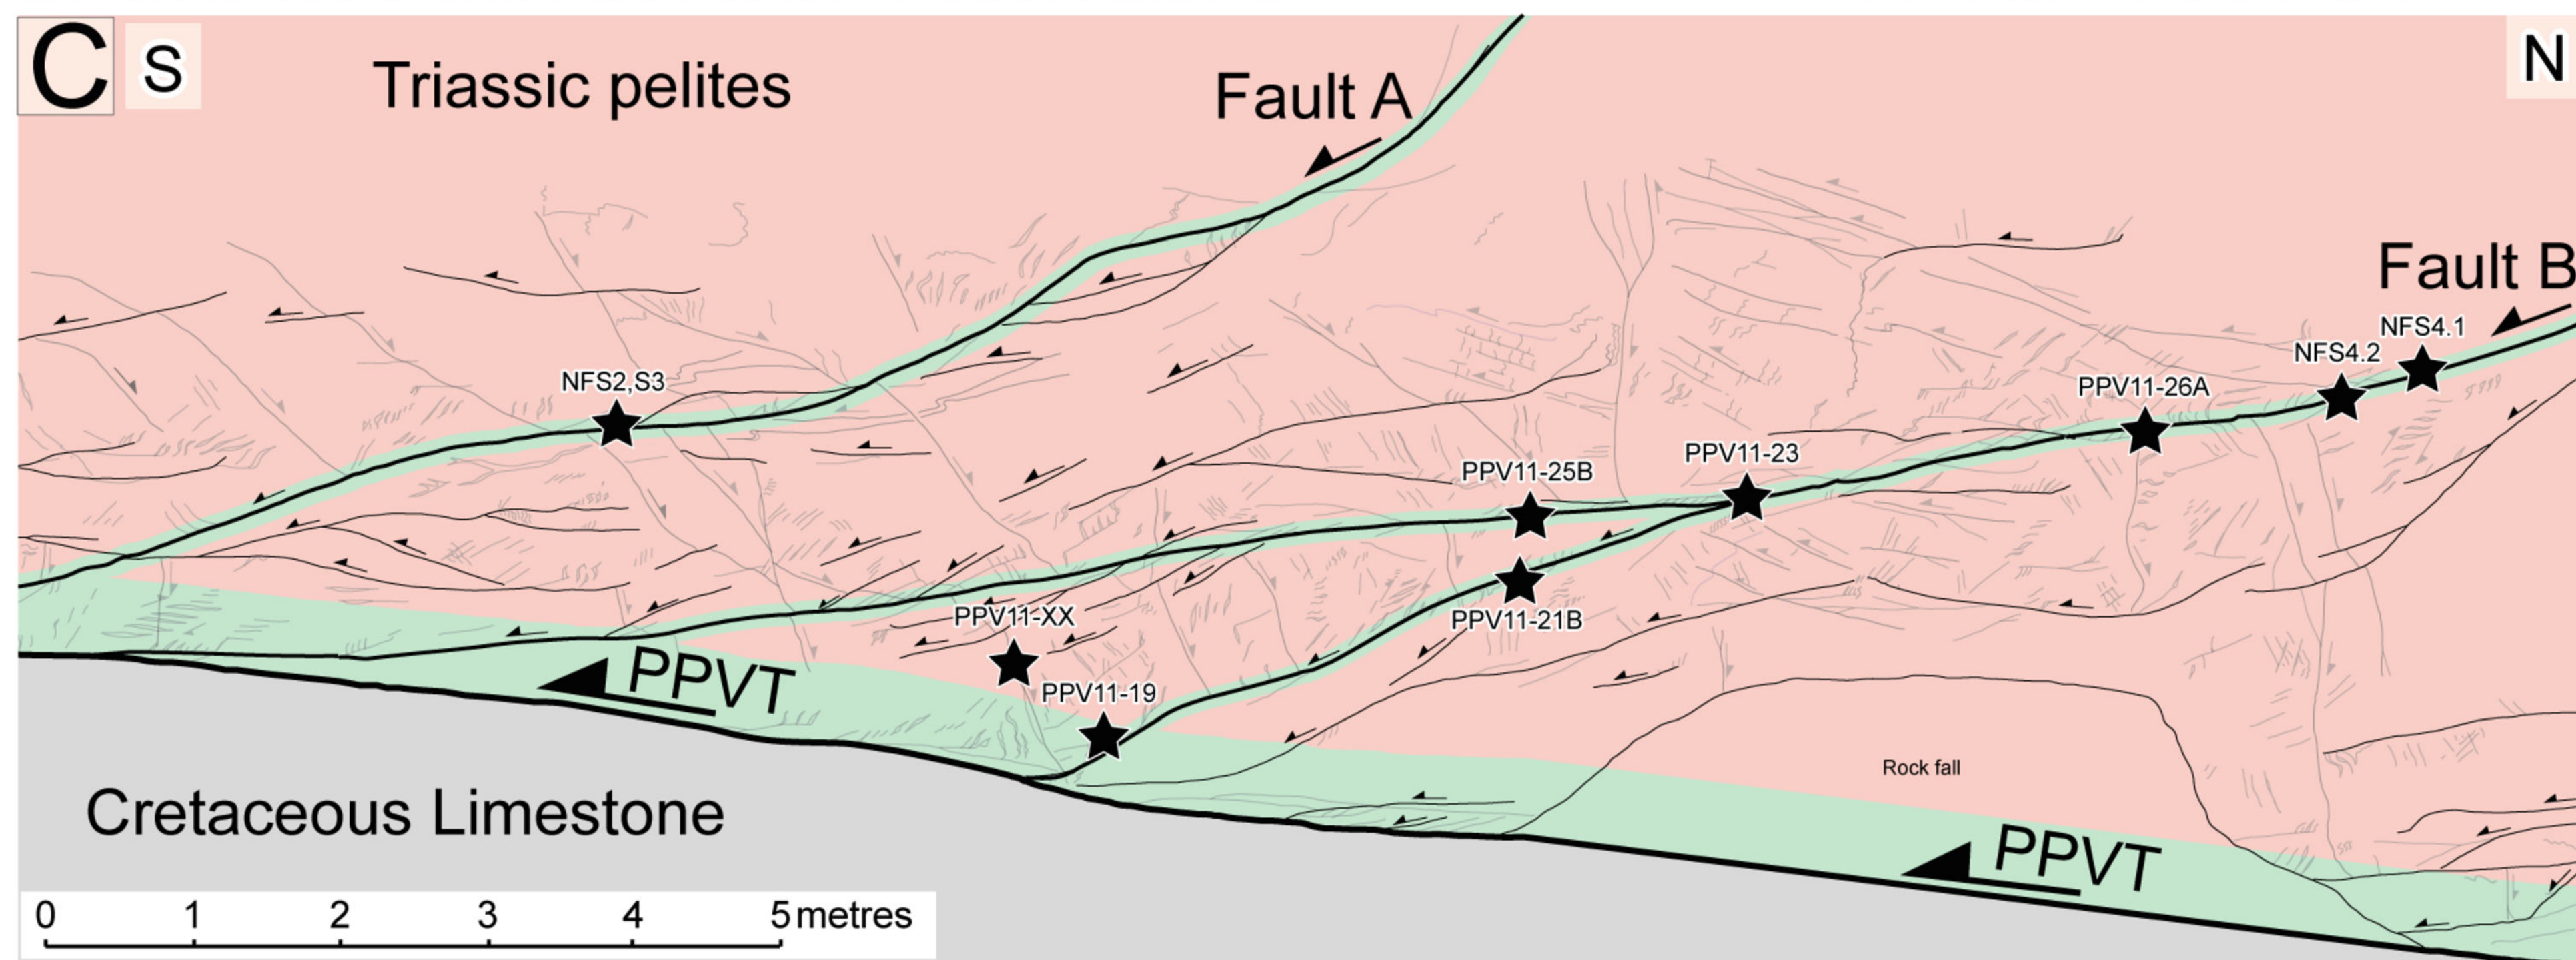 C S
N
Triassic pelites
Fault A
Fault B
NFS4.1
NFS4.2
NFS2,S3
PPV11-26A
PPV11-23
PPV11-25B
PPV11-XX
PPV11-21B
PPVT
PPV11-19
Rock fall
Cretaceous Limestone
PPVT
0 1 2 3 4 5 metres